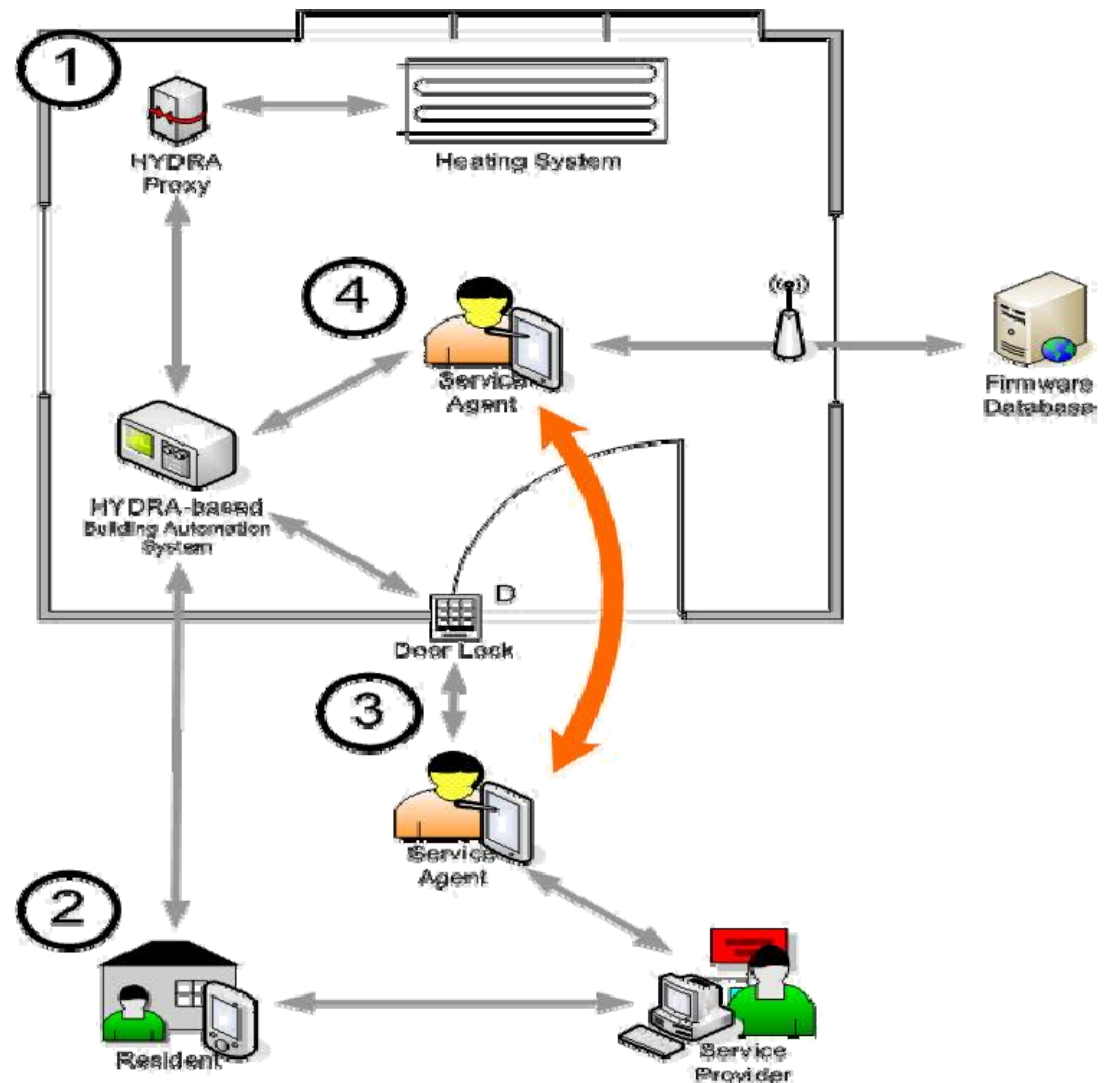 1
HYDRA
Proxy
Heating System
4
Service
Agent
Firmware
Database
HYDRA-based
Building Automation
System
D
Door Lock
3
Service
Agent
2
Resident
Service
Provider